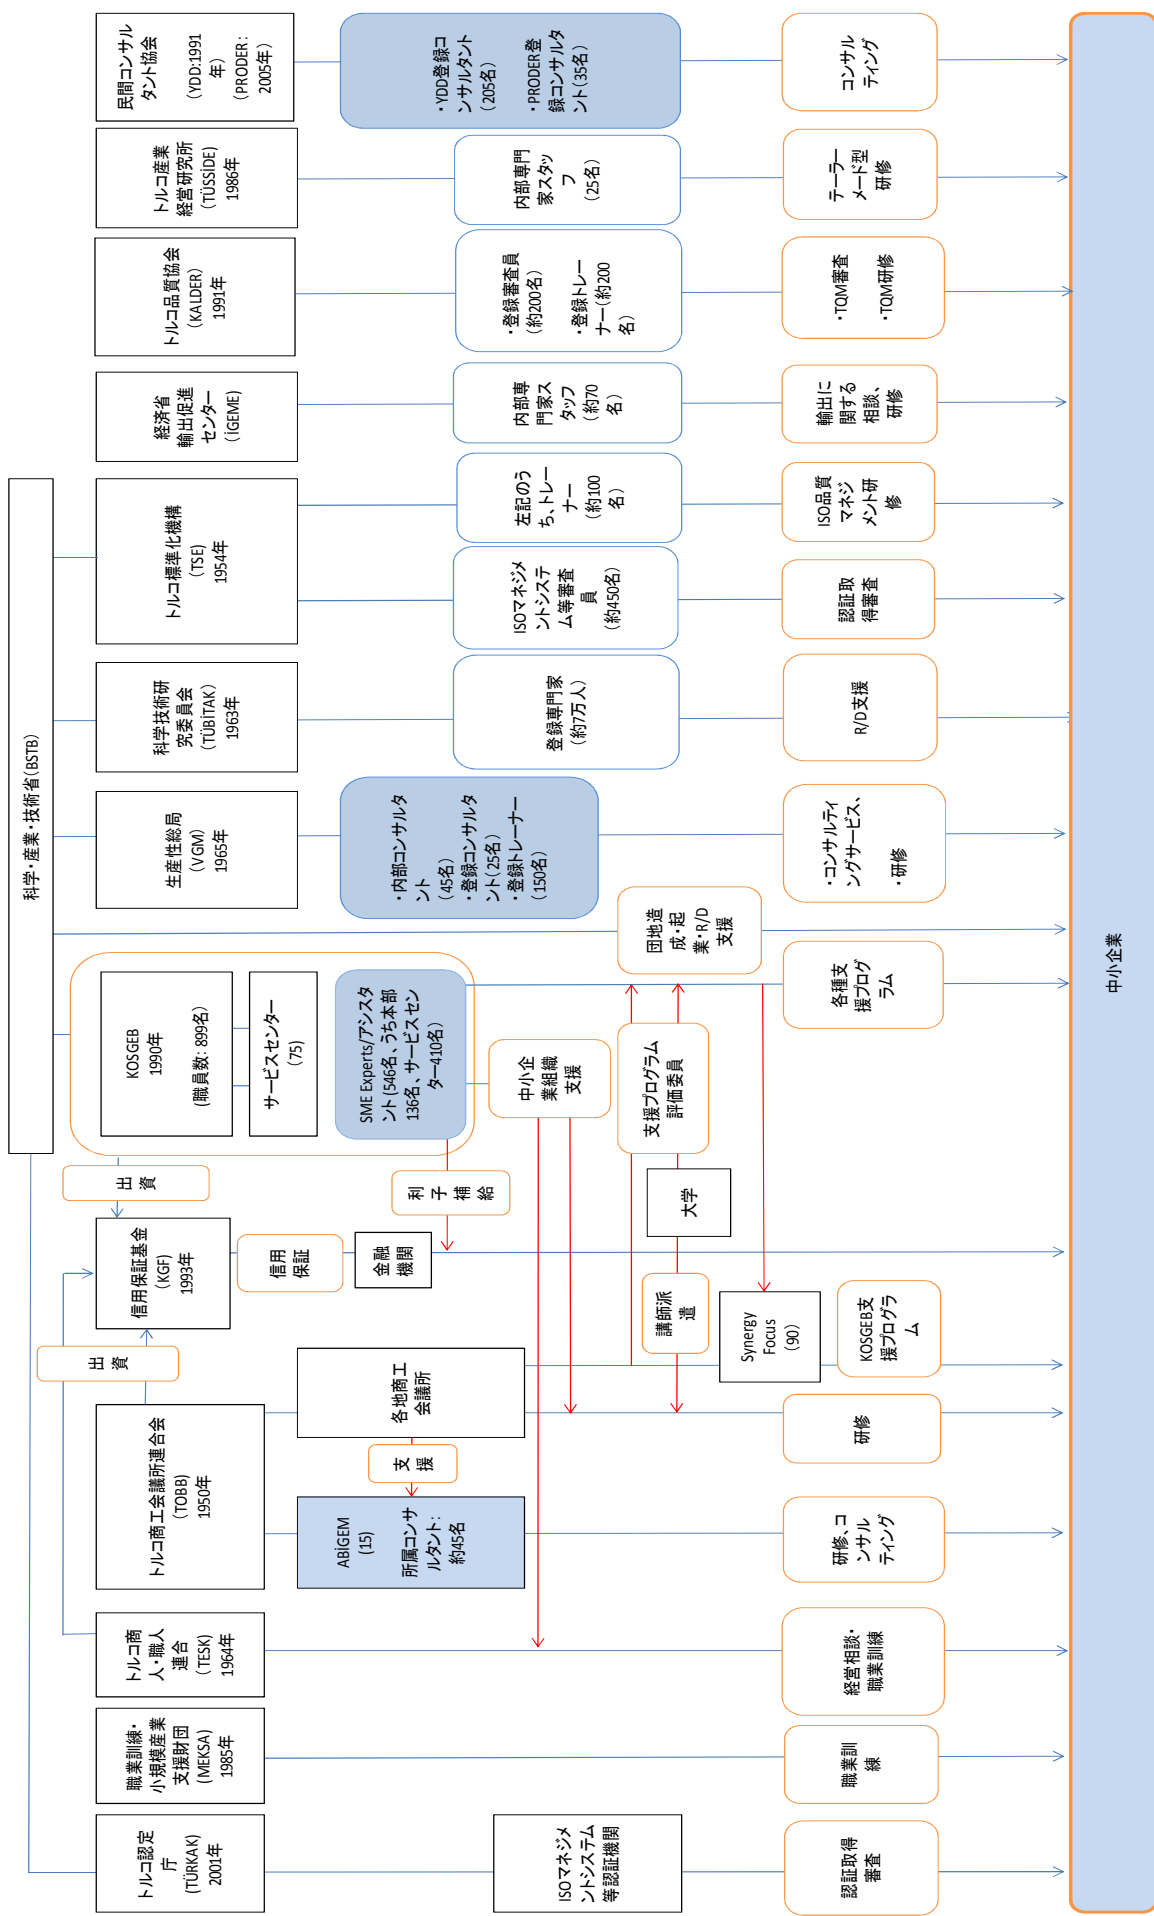 科学・産業・技術省(BSTB)
トルコ認定
庁
(TÜRKAK)
2001年
職業訓練・
小規模産業
支援財団
(MEKSA)
1985年
トルコ商
人・職人
連合
(TESK)
1964年
トルコ商工会議所連合会
(TOBB)
1950年
出
資
信用保証基金
(KGF)
1993年
出
資
KOSGEB
1990年
(職員数: 899名)
サービスセンター
(75)
生産性総局
(VGM)
1965年
科学技術研
究委員会
(TÜBİTAK)
1963年
トルコ標準化機構
(TSE)
1954年
経済省
輸出促進
センター
(İGEME)
トルコ品質協会
(KALDER)
1991年
トルコ産業
経営研究所
(TÜSSİDE)
1986年
民間コンサル
タント協会
(YDD:1991
年)
(PRODER:
2005年)
信用
保証
金融
機関
ABİGEM
(15)
所属コンサ
ルタント:
約45名
支
援
各地商工
会議所
利
子
補
給
SME Experts/アシスタ
ント(546名、うち本部
136名、サービスセン
ター410名)
・内部コンサルタ
ント
(45名)
・登録コンサルタ
ント(25名)
・登録トレーナー
(150名)
登録専門家
(約7万人)
ISOマネジメ
ントシステ
ム等審査
員
(約450名)
左記のう
ち、トレー
ナー
(約100
名)
内部専
門家ス
タッフ
(約70
名)
・登録審査員
(約200名)
・登録トレー
ナー(約200
名)
内部専門
家スタッ
フ
(25名)
・YDD登録コ
ンサルタント
(205名)
・PRODER登
録コンサルタ
ント(35名)
ISOマネジメ
ントシステム
等認証機関
中小企
業組織
支援
講師派
遣
大学
支援プログラム
評価委員
団地造
成・起
業・R/D
支援
Synergy
Focus
(90)
認証取得
審査
職業訓
練
経営相談・
職業訓練
研修、コ
ンサル
ティング
研修
KOSGEB支
援プログラ
ム
各種支
援プログ
ラム
・コンサルティ
ングサービス、
・研修
R/D支援
認証取
得審査
ISO品質
マネジ
メント研
修
輸出に
関する
相談、
研修
・TQM審査
・TQM研修
テーラー
メード型
研修
コンサル
ティング
中小企業